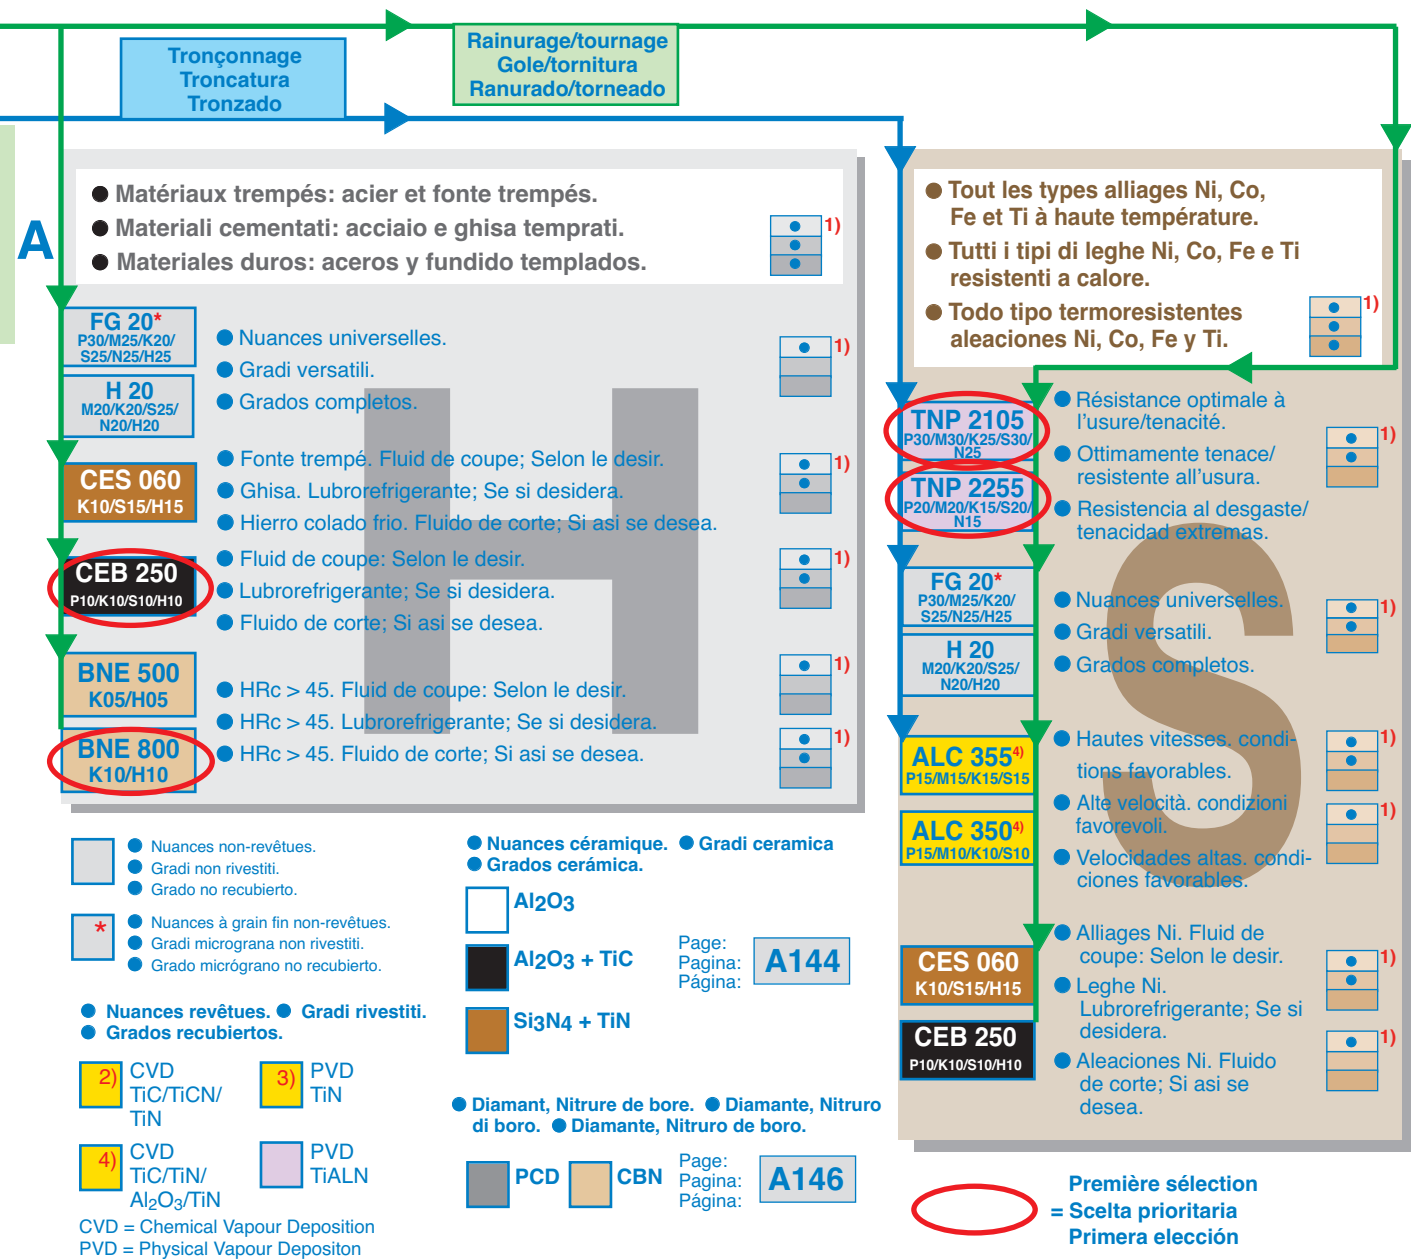 Tronçonnage
Troncatura
Tronzado
Rainurage/tournage
Gole/tornitura
Ranurado/torneado
A
● Matériaux trempés: acier et fonte trempés.
● Materiali cementati: acciaio e ghisa temprati.
● Materiales duros: aceros y fundido templados.
1)
FG 20*
P30/M25/K20/
S25/N25/H25
H 20
M20/K20/S25/
N20/H20
● Nuances universelles.
● Gradi versatili.
● Grados completos.
1)
CES 060
K10/S15/H15
● Fonte trempé. Fluid de coupe; Selon le desir.
● Ghisa. Lubrorefrigerante; Se si desidera.
● Hierro colado frio. Fluido de corte; Si asi se desea.
1)
CEB 250
P10/K10/S10/H10
● Fluid de coupe: Selon le desir.
● Lubrorefrigerante; Se si desidera.
● Fluido de corte; Si asi se desea.
1)
BNE 500
K05/H05
BNE 800
K10/H10
● HRc > 45. Fluid de coupe: Selon le desir.
● HRc > 45. Lubrorefrigerante; Se si desidera.
● HRc > 45. Fluido de corte; Si asi se desea.
1)
1)
H
● Tout les types alliages Ni, Co,
Fe et Ti à haute température.
● Tutti i tipi di leghe Ni, Co, Fe e Ti
resistenti a calore.
● Todo tipo termoresistentes
aleaciones Ni, Co, Fe y Ti.
1)
TNP 2105
P30/M30/K25/S30/
N25
TNP 2255
P20/M20/K15/S20/
N15
● Résistance optimale à
l'usure/tenacité.
● Ottimamente tenace/
resistente all'usura.
● Resistencia al desgaste/
tenacidad extremas.
1)
FG 20*
P30/M25/K20/
S25/N25/H25
H 20
M20/K20/S25/
N20/H20
● Nuances universelles.
● Gradi versatili.
● Grados completos.
1)
ALC 355 4)
P15/M15/K15/S15
ALC 350 4)
P15/M10/K10/S10
● Hautes vitesses. condi-
tions favorables.
● Alte velocità. condizioni
favorevoli.
● Velocidades altas. condi-
ciones favorables.
1)
1)
CES 060
K10/S15/H15
CEB 250
P10/K10/S10/H10
● Alliages Ni. Fluid de
coupe: Selon le desir.
● Leghe Ni.
Lubrorefrigerante; Se si
desidera.
● Aleaciones Ni. Fluido
de corte; Si asi se
desea.
1)
1)
S
● Nuances non-revêtues.
● Gradi non rivestiti.
● Grado no recubierto.
*
● Nuances à grain fin non-revêtues.
● Gradi micrograna non rivestiti.
● Grado micrógrano no recubierto.
● Nuances revêtues. ● Gradi rivestiti.
● Grados recubiertos.
2)
CVD
TiC/TiCN/
TiN
3)
PVD
TiN
4)
CVD
TiC/TiN/
Al2O3/TiN
PVD
TiALN
CVD = Chemical Vapour Deposition
PVD = Physical Vapour Depositon
● Nuances céramique. ● Gradi ceramica
● Grados cerámica.
Al2O3
Al2O3 + TiC
Si3N4 + TiN
Page:
Pagina:
Página:
A144
● Diamant, Nitrure de bore. ● Diamante, Nitruro
di boro. ● Diamante, Nitruro de boro.
PCD
CBN
Page:
Pagina:
Página:
A146
Première sélection
= Scelta prioritaria
Primera elección